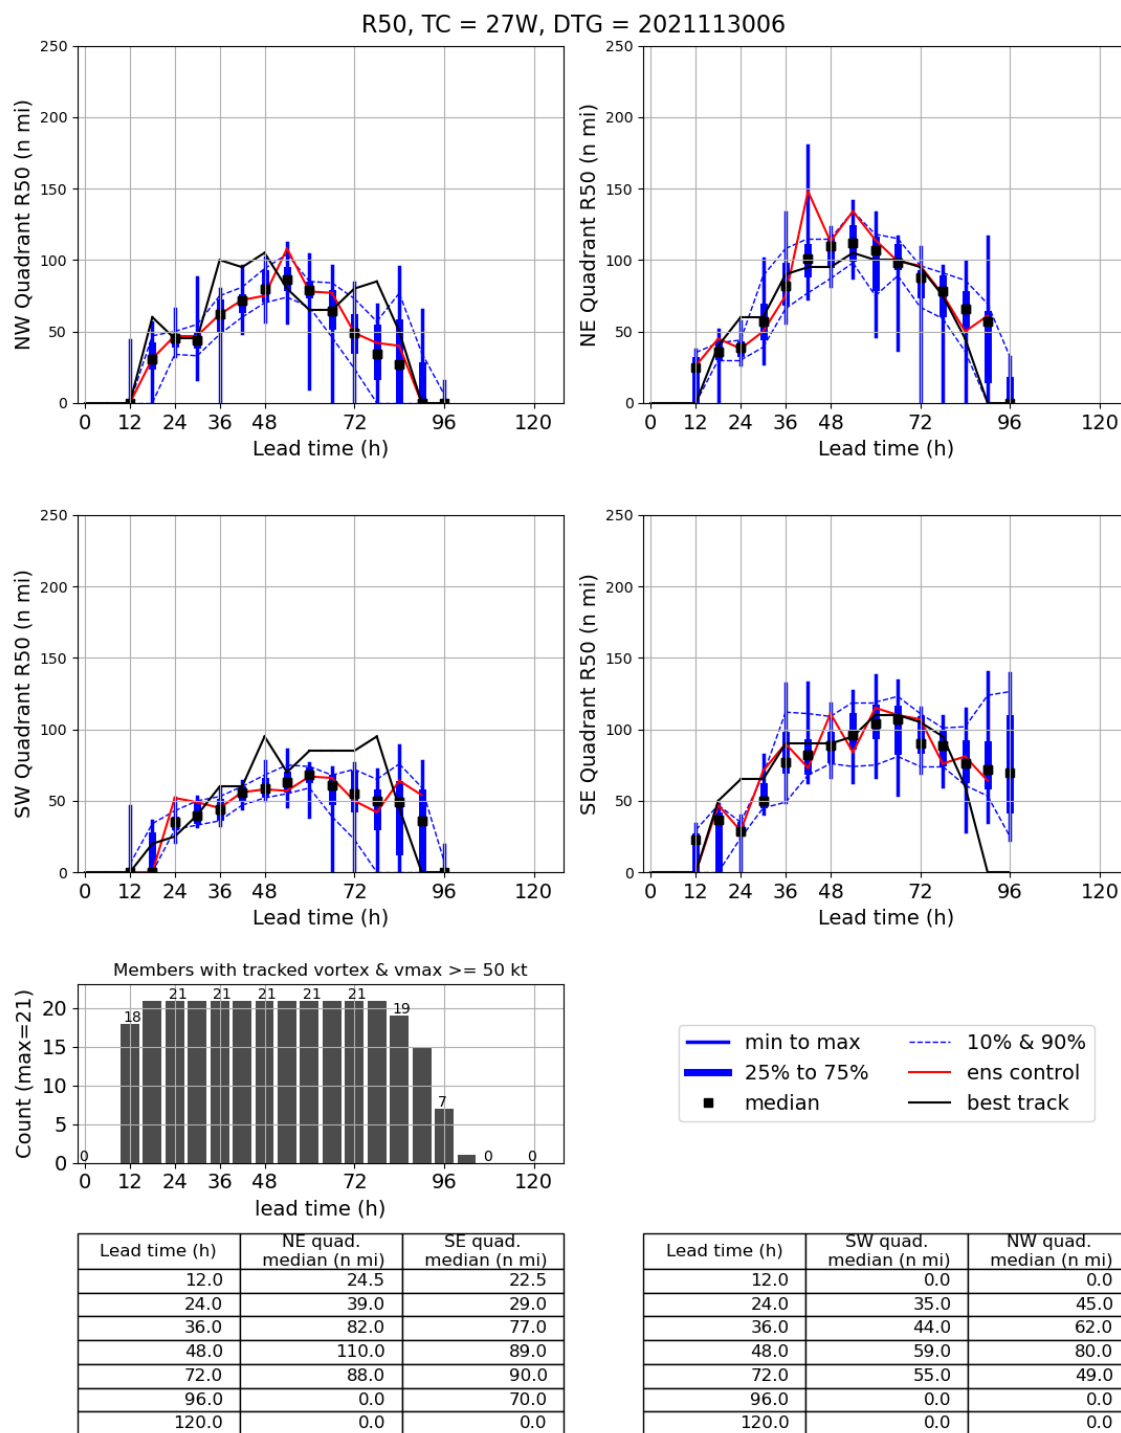 R50, TC = 27W, DTG = 2021113006
NW Quadrant R50 (n mi)
250
200
150
100
50
0
0 12 24 36 48 72 96 120
Lead time (h)
NE Quadrant R50 (n mi)
250
200
150
100
50
0
0 12 24 36 48 72 96 120
Lead time (h)
SW Quadrant R50 (n mi)
250
200
150
100
50
0
0 12 24 36 48 72 96 120
Lead time (h)
SE Quadrant R50 (n mi)
250
200
150
100
50
0
0 12 24 36 48 72 96 120
Lead time (h)
Members with tracked vortex & vmax >= 50 kt
Count (max=21)
20
15
10
5
0
0 18 21 21 21 21 21 19 7 0 0
0 12 24 36 48 72 96 120
lead time (h)
min to max
25% to 75%
median
10% & 90%
ens control
best track
Lead time (h) NE quad. median (n mi) SE quad. median (n mi)
12.0 24.5 22.5
24.0 39.0 29.0
36.0 82.0 77.0
48.0 110.0 89.0
72.0 88.0 90.0
96.0 0.0 70.0
120.0 0.0 0.0
Lead time (h) SW quad. median (n mi) NW quad. median (n mi)
12.0 0.0 0.0
24.0 35.0 45.0
36.0 44.0 62.0
48.0 59.0 80.0
72.0 55.0 49.0
96.0 0.0 0.0
120.0 0.0 0.0